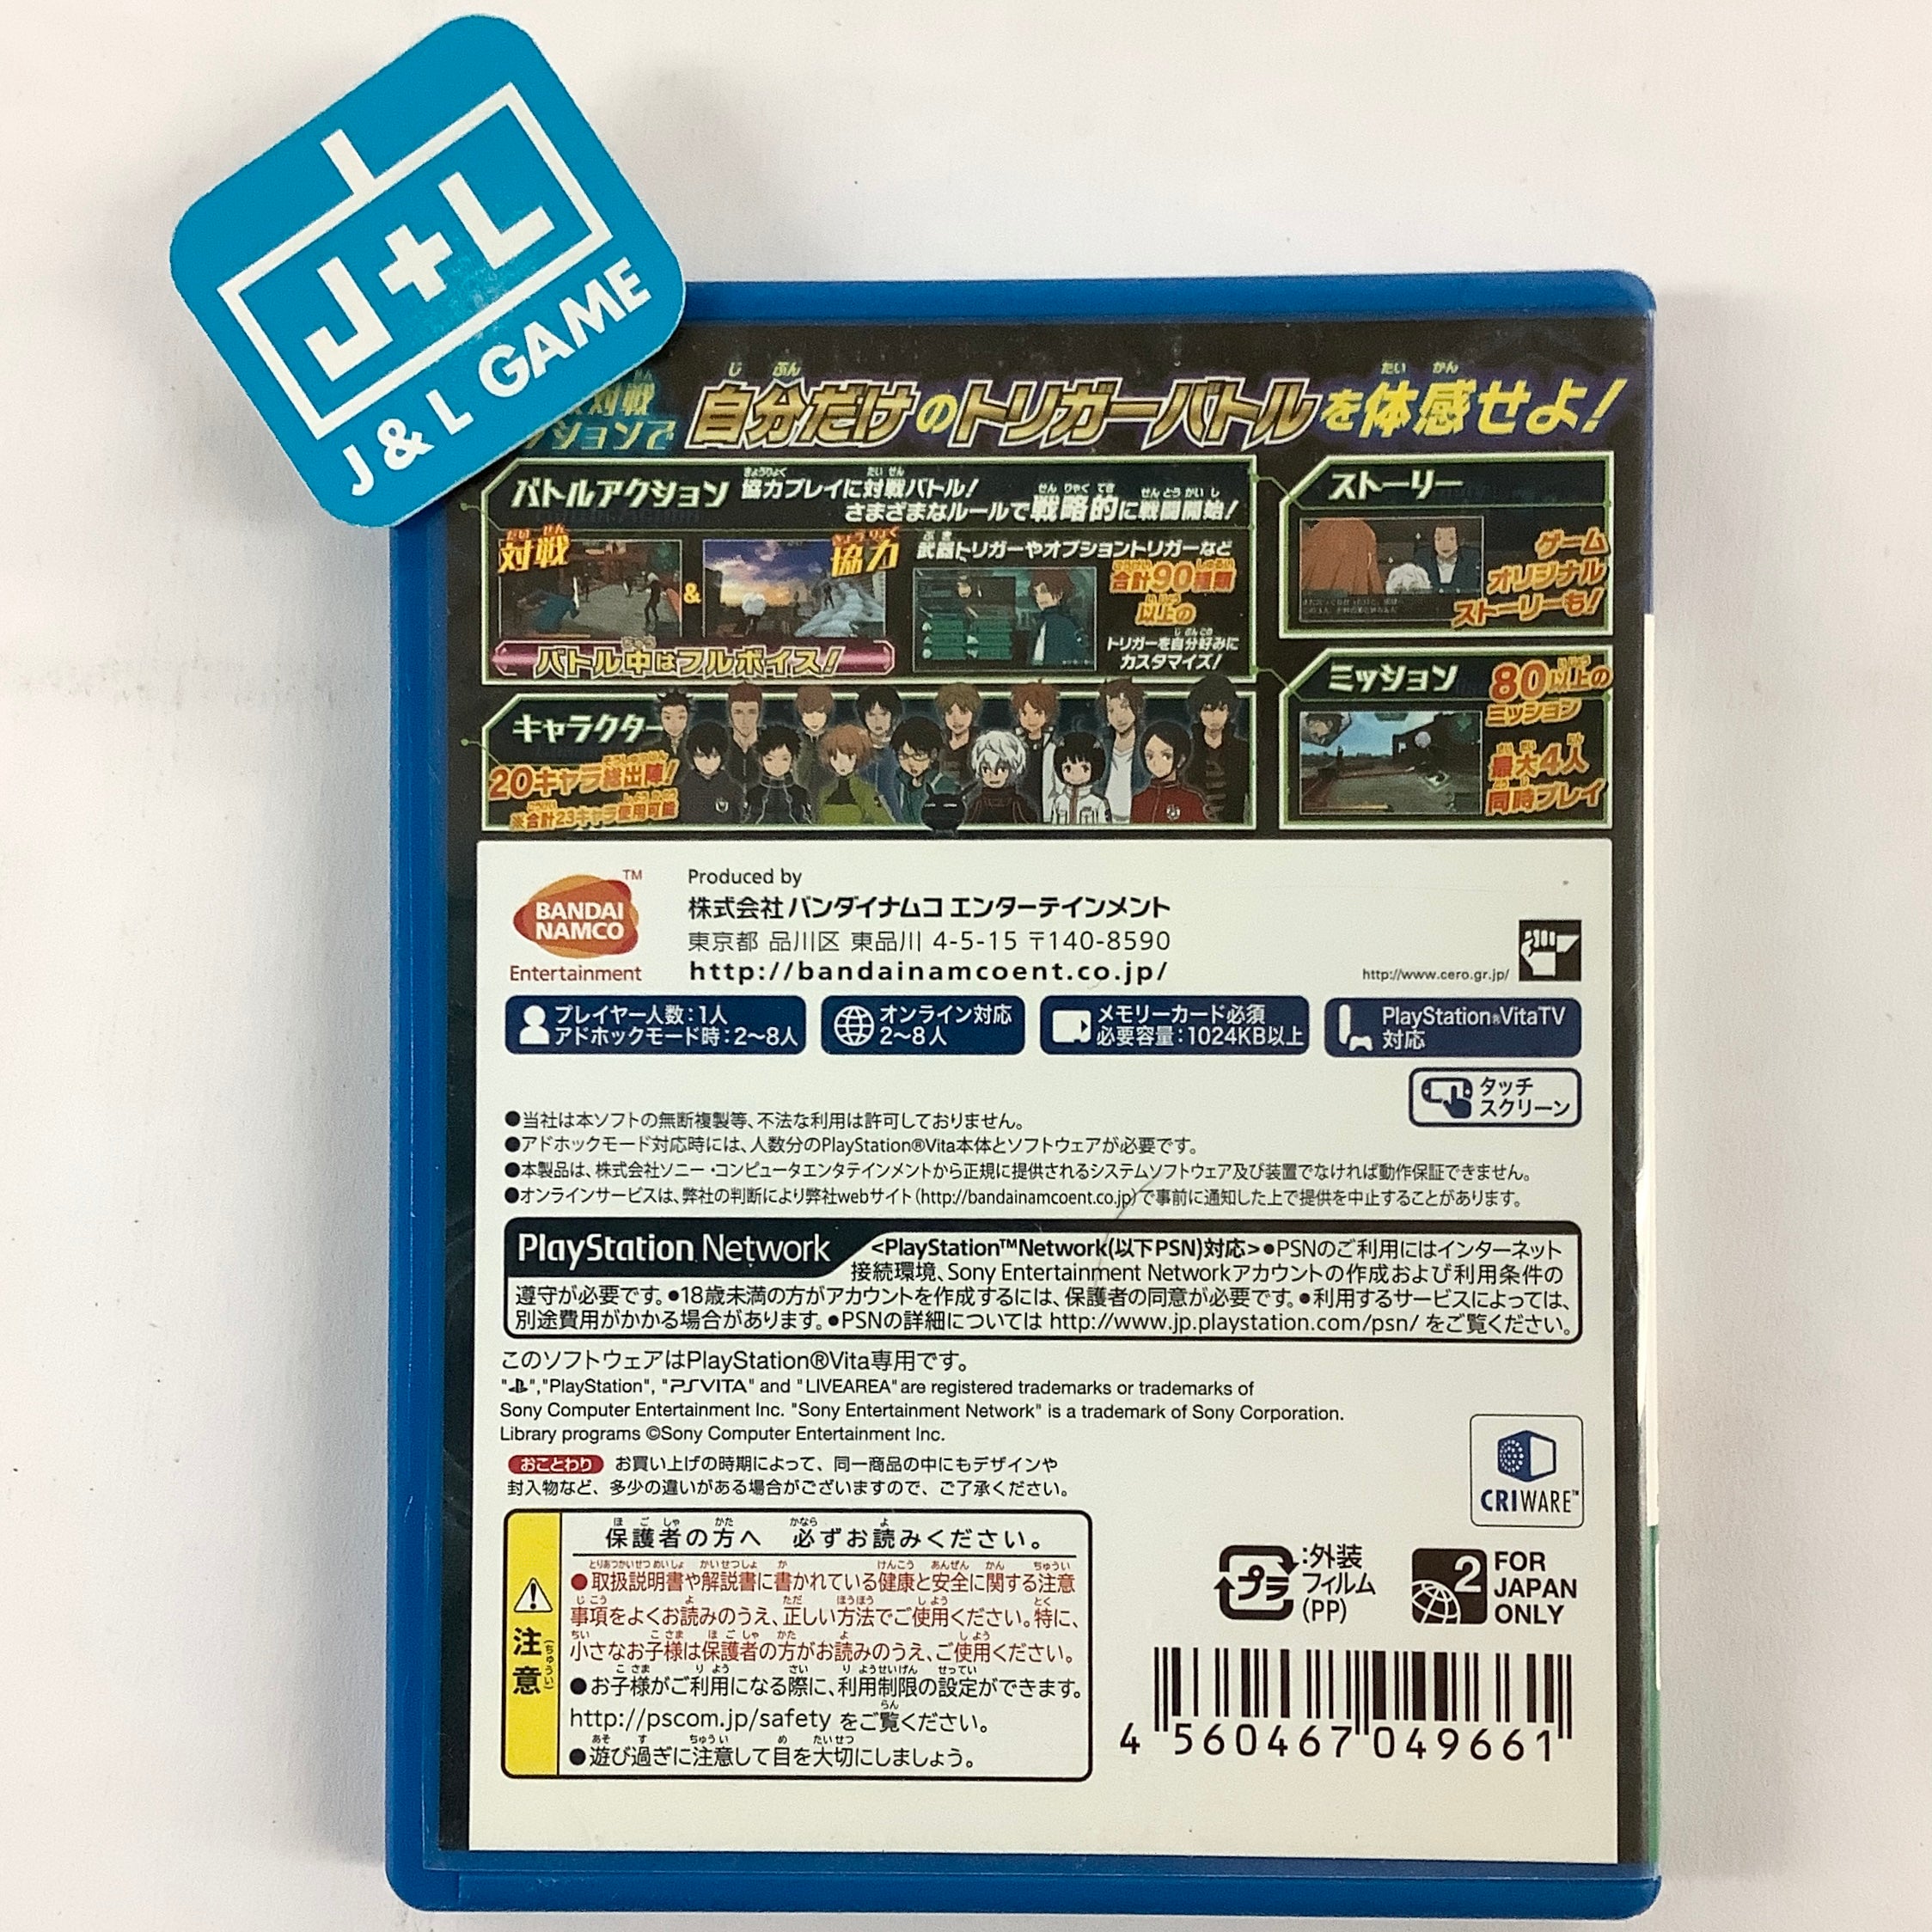 J+L
J & L GAME
対戦
ションで
自分だけのトリガーバトルを体感せよ!
バトルアクション
協力プレイに対戦バトル!
さまざまなルールで戦略的に戦闘開始!
対戦
&
協力
バトル中はフルボイス!
武器トリガーやオプショントリガーなど
合計90種類
以上の
トリガーを自分好みに
カスタマイズ!
ストーリー
ゲーム
オリジナル
ストーリーも!
キャラクター
20キャラ総出陣!
※合計23キャラ使用可能
ミッション
80以上の
ミッション
最大4人
同時プレイ
BANDAI
NAMCO
TM
Entertainment
Produced by
株式会社バンダイナムコ エンターテインメント
東京都 品川区 東品川 4-5-15 〒140-8590
http://bandainamcoent.co.jp/
http://www.cero.gr.jp/
プレイヤー人数:1人
アドホックモード時:2〜8人
オンライン対応
2〜8人
メモリーカード必須
必要容量:1024KB以上
PlayStation®VitaTV
対応
タッチ
スクリーン
●当社は本ソフトの無断複製等、不法な利用は許可しておりません。
●アドホックモード対応時には、人数分のPlayStation®Vita本体とソフトウェアが必要です。
●本製品は、株式会社ソニー・コンピュータエンタテインメントから正規に提供されるシステムソフトウェア及び装置でなければ動作保証できません。
●オンラインサービスは、弊社の判断により弊社webサイト(http://bandainamcoent.co.jp)で事前に通知した上で提供を中止することがあります。
PlayStation Network
<PlayStation™Network(以下PSN)対応>●PSNのご利用にはインターネット
接続環境、Sony Entertainment Networkアカウントの作成および利用条件の
遵守が必要です。●18歳未満の方がアカウントを作成するには、保護者の同意が必要です。●利用するサービスによっては、
別途費用がかかる場合があります。●PSNの詳細については http://www.jp.playstation.com/psn/ をご覧ください。
このソフトウェアはPlayStation®Vita専用です。
"","PlayStation", "PSVITA" and "LIVEAREA" are registered trademarks or trademarks of
Sony Computer Entertainment Inc. "Sony Entertainment Network" is a trademark of Sony Corporation.
Library programs ©Sony Computer Entertainment Inc.
おことわり お買い上げの時期によって、同一商品の中にもデザインや
封入物など、多少の違いがある場合がございますので、ご了承ください。
CRIWARE™
注意(ちゅうい)
保護者の方へ 必ずお読みください。
●取扱説明書や解説書に書かれている健康と安全に関する注意
事項をよくお読みのうえ、正しい方法でご使用ください。特に、
小さなお子様は保護者の方がお読みのうえ、ご使用ください。
●お子様がご利用になる際に、利用制限の設定ができます。
http://pscom.jp/safety をご覧ください。
●遊び過ぎに注意して目を大切にしましょう。
プラ
:外装
フィルム
(PP)
2
FOR
JAPAN
ONLY
4 560467 049661